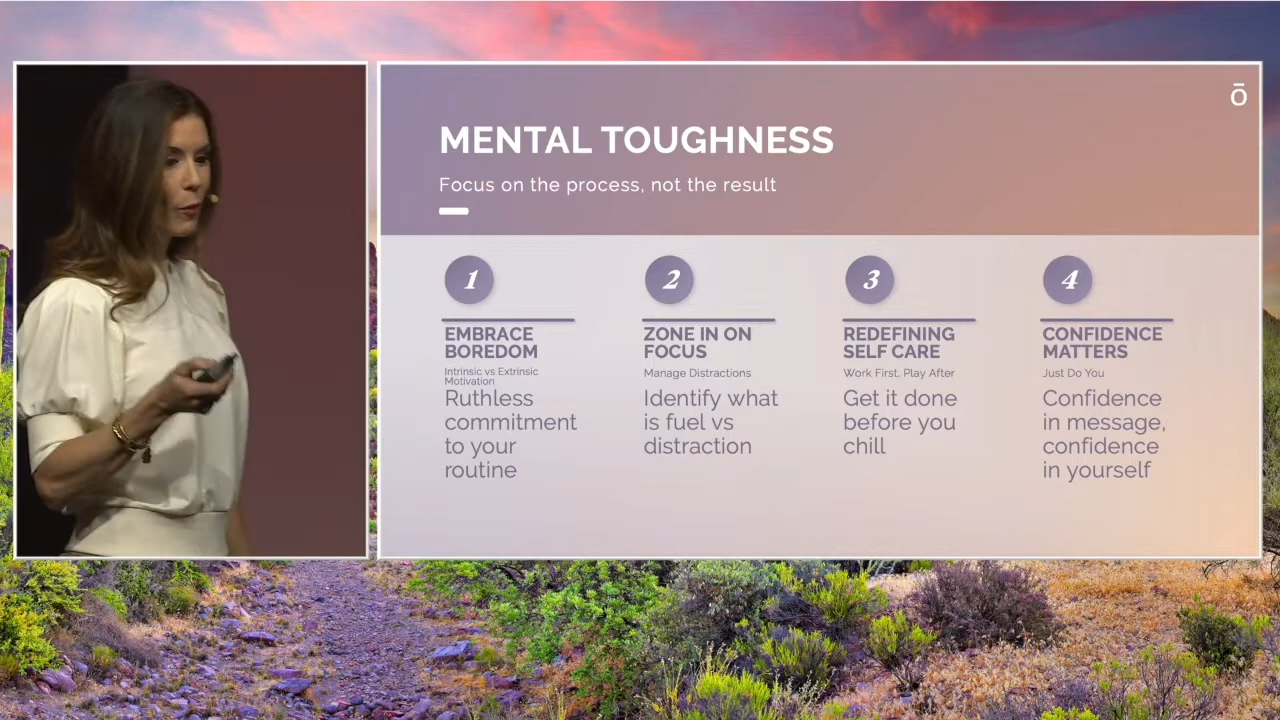 ō
MENTAL TOUGHNESS
Focus on the process, not the result
1
EMBRACE
BOREDOM
Intrinsic vs Extrinsic
Motivation
Ruthless
commitment
to your
routine
2
ZONE IN ON
FOCUS
Manage Distractions
Identify what
is fuel vs
distraction
3
REDEFINING
SELF CARE
Work First, Play After
Get it done
before you
chill
4
CONFIDENCE
MATTERS
Just Do You
Confidence
in message,
confidence
in yourself